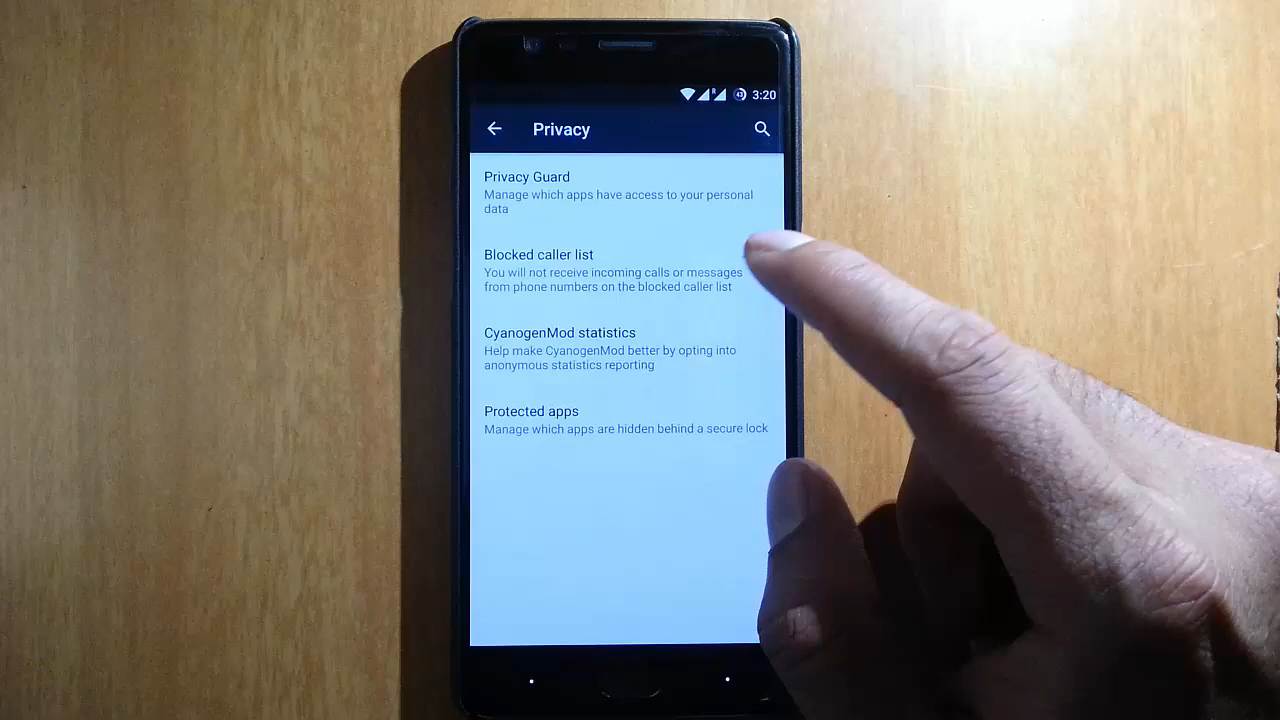 43 3:20
Privacy
Privacy Guard
Manage which apps have access to your personal
data
Blocked caller list
You will not receive incoming calls or messages
from phone numbers on the blocked caller list
CyanogenMod statistics
Help make CyanogenMod better by opting into
anonymous statistics reporting
Protected apps
Manage which apps are hidden behind a secure lock